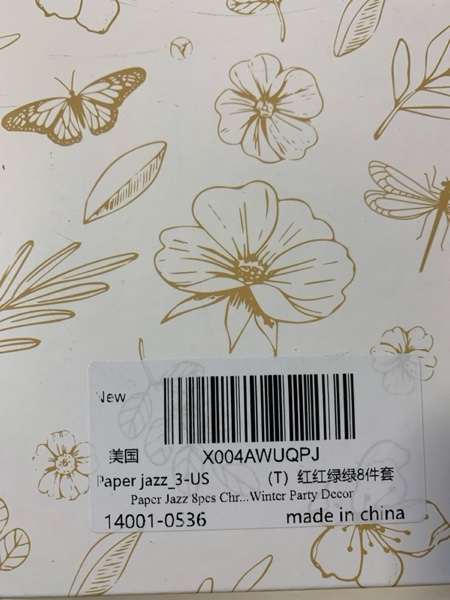 New
美国 X004AWUQPJ
Paper jazz_3-US (T) 红红绿绿8件套
Paper Jazz 8pcs Chr...Winter Party Decor
14001-0536 made in china